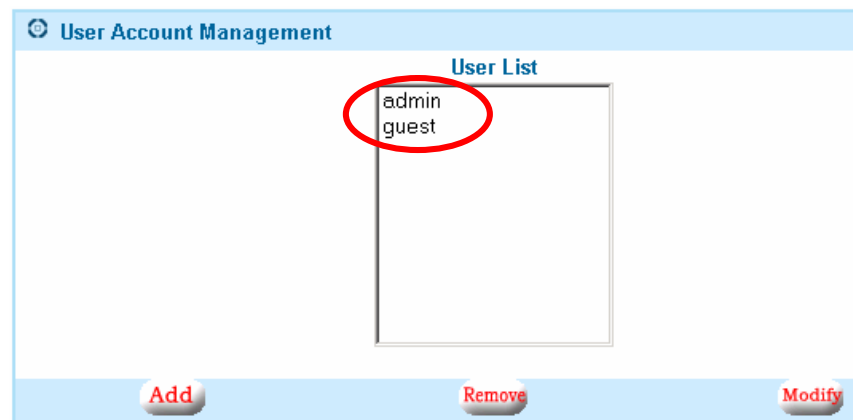 User Account Management
User List
admin
guest
Add
Remove
Modify